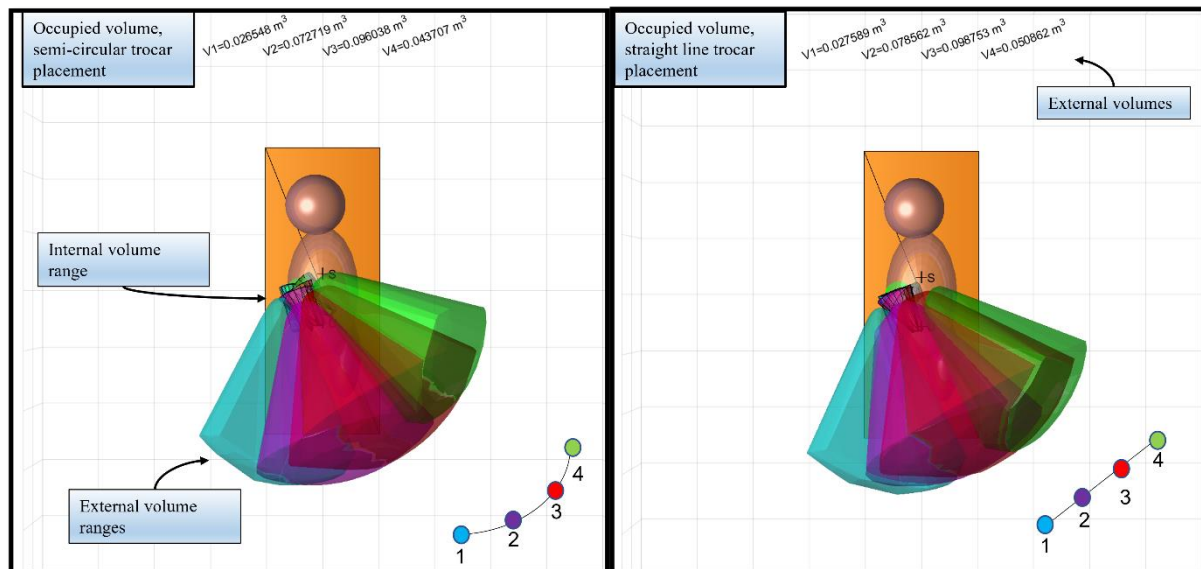 Occupied volume,
semi-circular trocar
placement
V1=0.026548 m³
V2=0.072719 m³
V3=0.096038 m³
V4=0.043707 m³
Internal volume
range
+s
External volume
ranges
1
2
3
4
Occupied volume,
straight line trocar
placement
V1=0.027589 m³
V2=0.078562 m³
V3=0.098753 m³
V4=0.050862 m³
External volumes
+s
1
2
3
4